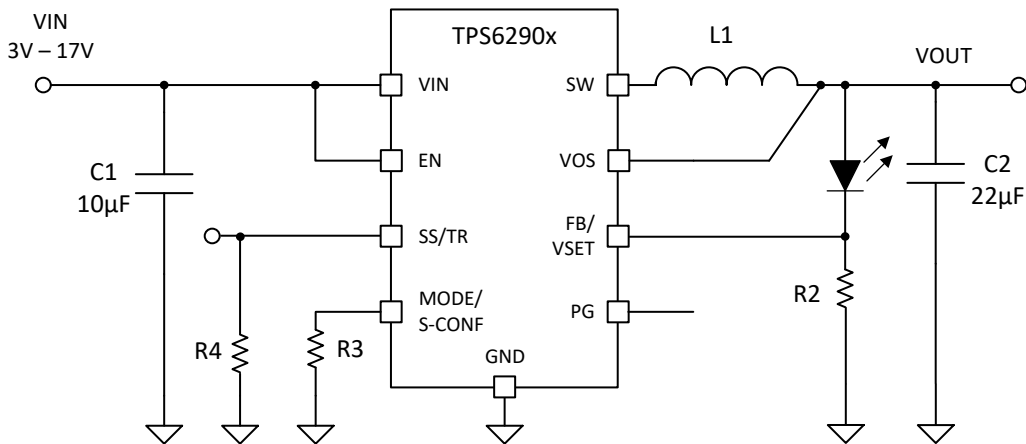 VIN
3V – 17V
TPS6290x
L1
VOUT
VIN
SW
EN
VOS
C1
10µF
C2
22µF
SS/TR
FB/
VSET
MODE/
S-CONF
PG
R2
R4
R3
GND